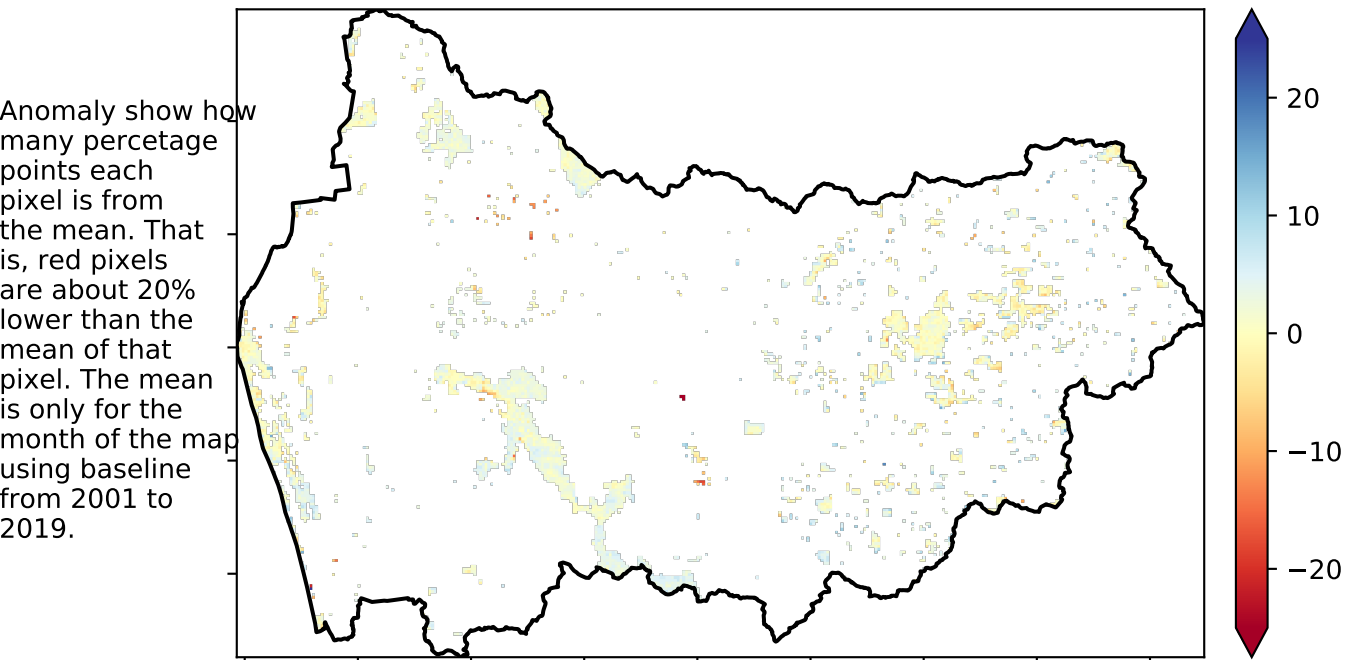 Anomaly show how
many percetage
points each
pixel is from
the mean. That
is, red pixels
are about 20%
lower than the
mean of that
pixel. The mean
is only for the
month of the map
using baseline
from 2001 to
2019.
20
10
0
−10
−20